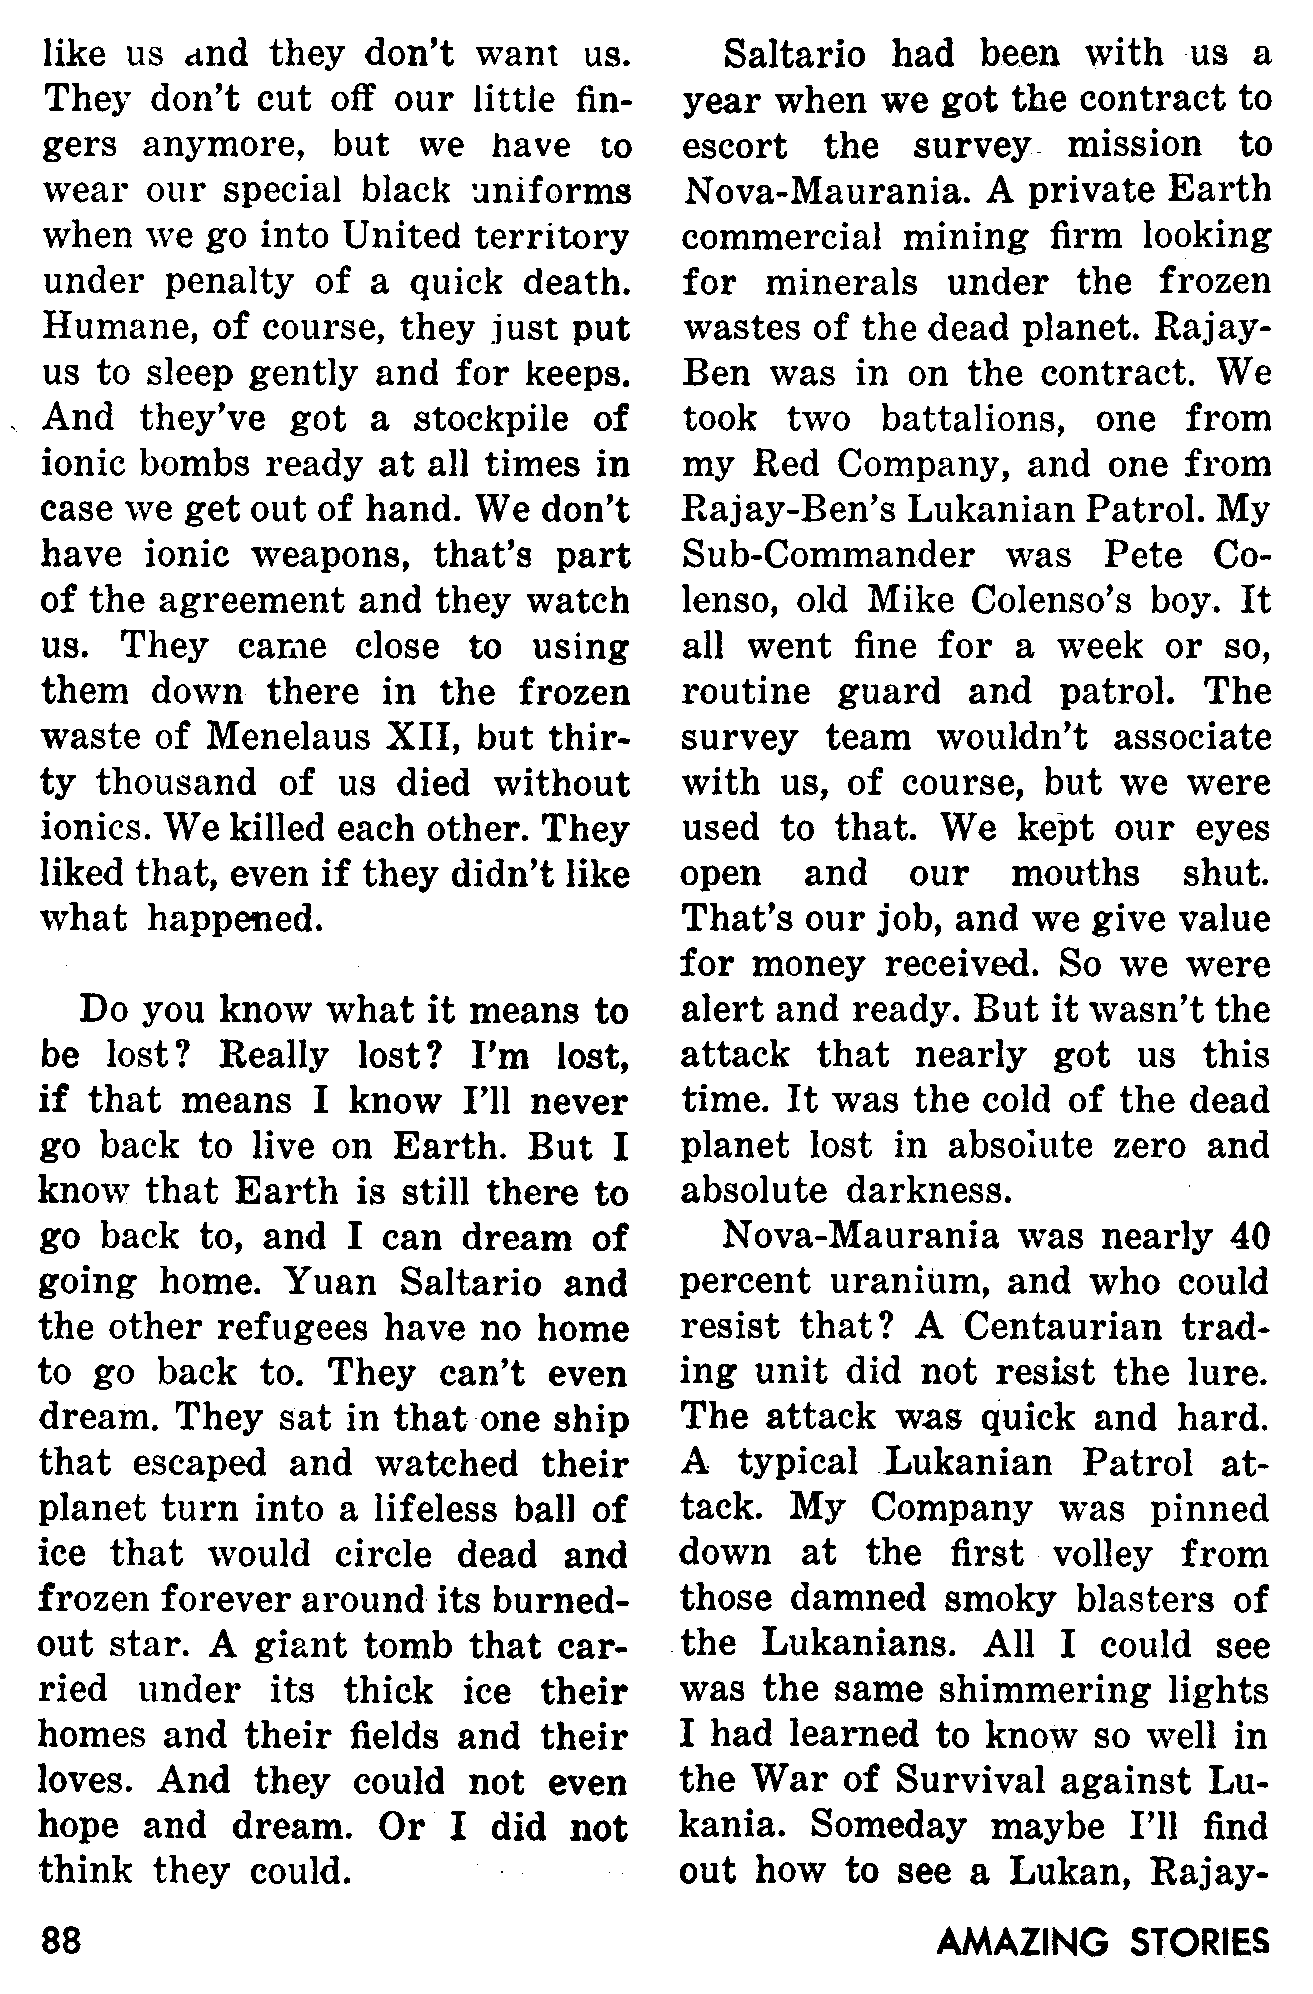 like us and they don't want us.
They don't cut off our little fin-
gers anymore, but we have to
wear our special black uniforms
when we go into United territory
under penalty of a quick death.
Humane, of course, they just put
us to sleep gently and for keeps.
And they've got a stockpile of
ionic bombs ready at all times in
case we get out of hand. We don't
have ionic weapons, that's part
of the agreement and they watch
us. They came close to using
them down there in the frozen
waste of Menelaus XII, but thir-
ty thousand of us died without
ionics. We killed each other. They
liked that, even if they didn't like
what happened.
Do you know what it means to
be lost? Really lost? I'm lost,
if that means I know I'll never
go back to live on Earth. But I
know that Earth is still there to
go back to, and I can dream of
going home. Yuan Saltario and
the other refugees have no home
to go back to. They can't even
dream. They sat in that one ship
that escaped and watched their
planet turn into a lifeless ball of
ice that would circle dead and
frozen forever around its burned-
out star. A giant tomb that car-
ried under its thick ice their
homes and their fields and their
loves. And they could not even
hope and dream. Or I did not
think they could.
Saltario had been with us a
year when we got the contract to
escort the survey mission to
Nova-Maurania. A private Earth
commercial mining firm looking
for minerals under the frozen
wastes of the dead planet. Rajay-
Ben was in on the contract. We
took two battalions, one from
my Red Company, and one from
Rajay-Ben's Lukanian Patrol. My
Sub-Commander was Pete Co-
lenso, old Mike Colenso's boy. It
all went fine for a week or so,
routine guard and patrol. The
survey team wouldn't associate
with us, of course, but we were
used to that. We kept our eyes
open and our mouths shut.
That's our job, and we give value
for money received. So we were
alert and ready. But it wasn't the
attack that nearly got us this
time. It was the cold of the dead
planet lost in absolute zero and
absolute darkness.
Nova-Maurania was nearly 40
percent uranium, and who could
resist that? A Centaurian trad-
ing unit did not resist the lure.
The attack was quick and hard.
A typical Lukanian Patrol at-
tack. My Company was pinned
down at the first volley from
those damned smoky blasters of
the Lukanians. All I could see
was the same shimmering lights
I had learned to know so well in
the War of Survival against Lu-
kania. Someday maybe I'll find
out how to see a Lukan, Rajay-
88
AMAZING STORIES